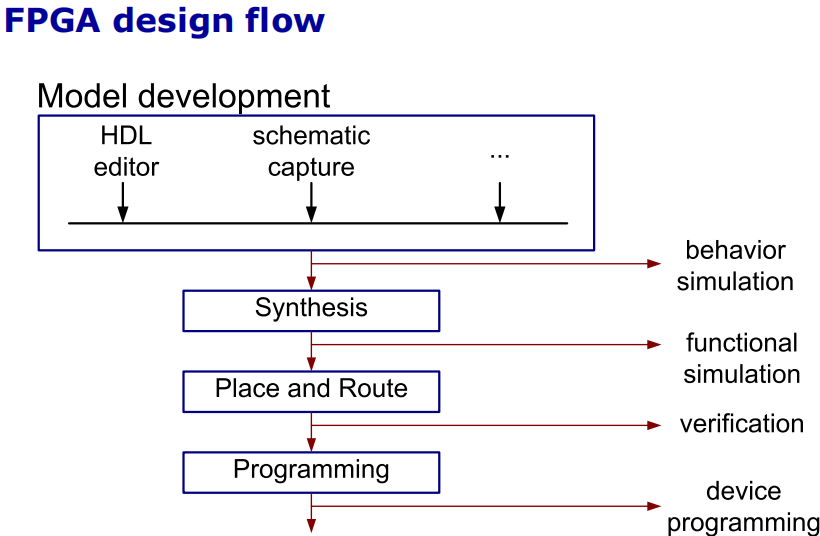 FPGA design flow
Model development
HDL
editor
schematic
capture
...
behavior
simulation
Synthesis
functional
simulation
Place and Route
verification
Programming
device
programming